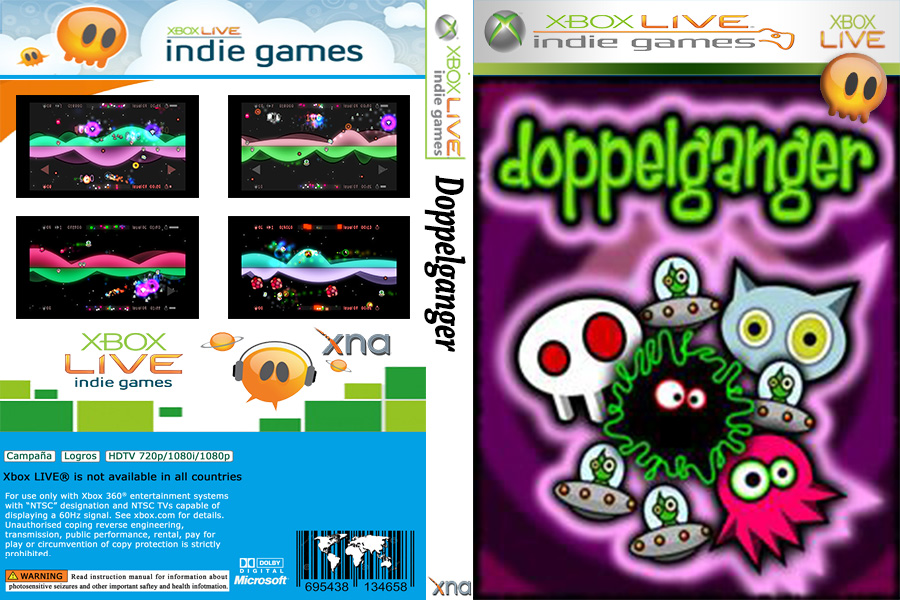 XBOX LIVE
indie games
XBOX LIVE
indie games
XBOX
LIVE
indie games
xna
Campaña
Logros
HDTV 720p/1080i/1080p
Xbox LIVE® is not available in all countries
For use only with Xbox 360® entertainment systems
with “NTSC” designation and NTSC TVs capable of
displaying a 60Hz signal. See xbox.com for details.
Unauthorised coping reverse engineering,
transmission, public performance, rental, pay for
play or circumvention of copy protection is strictly
prohibited.
WARNING Read instruction manual for information about
photosensitive seizures and other important saftey and health infotmation.
DOLBY
DIGITAL
Microsoft
695438 134658
Doppelganger
xna
XBOX LIVE
indie games
XBOX
LIVE
doppelganger